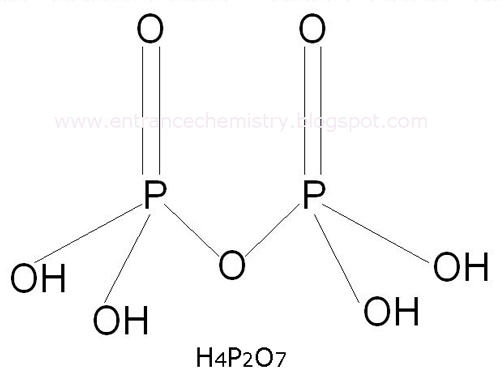 O O
www.entrancechemistry.blogspot.com
P P
O
OH OH
OH OH
H4P2O7